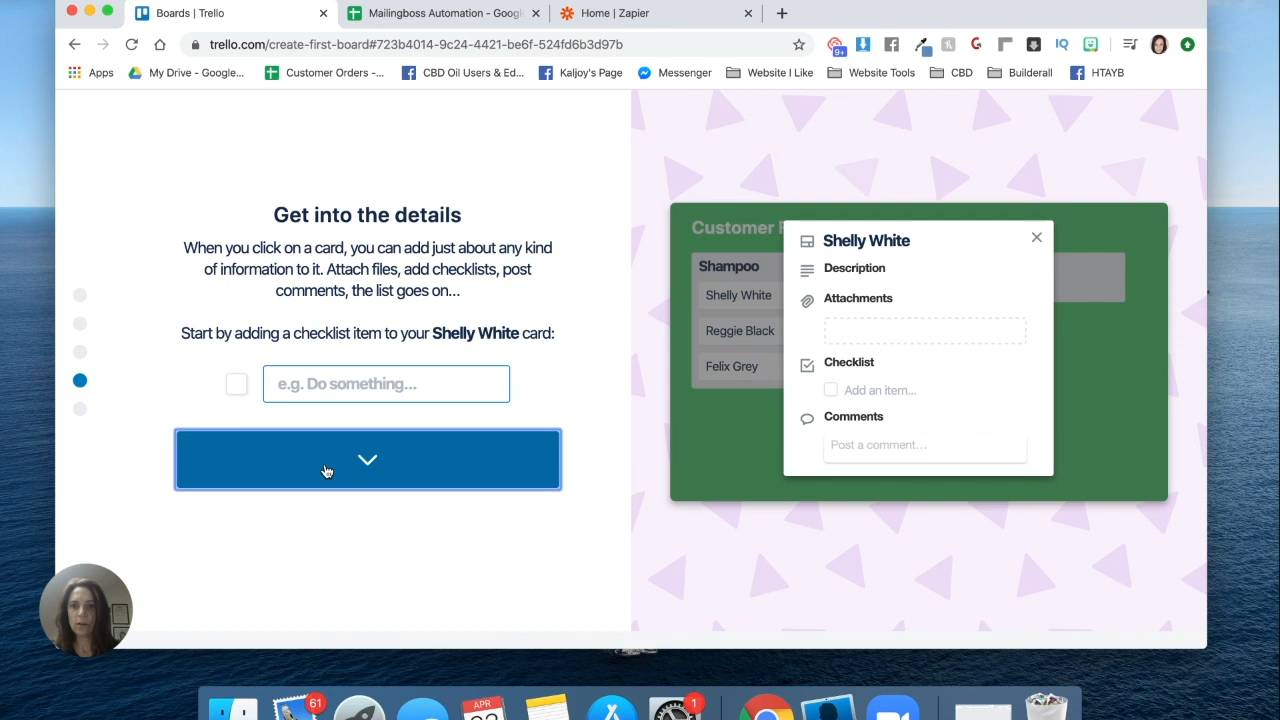 Boards | Trello
Mailingboss Automation - Googl
Home | Zapier
trello.com/create-first-board#723b4014-9c24-4421-be6f-524fd6b3d97b
9+
IQ
Apps
My Drive - Google...
Customer Orders -...
CBD Oil Users & Ed...
Kaljoy's Page
Messenger
Website I Like
Website Tools
CBD
Builderall
HTAYB
Get into the details
When you click on a card, you can add just about any kind
of information to it. Attach files, add checklists, post
comments, the list goes on...
Start by adding a checklist item to your Shelly White card:
e.g. Do something...
Customer
Shampoo
Shelly White
Reggie Black
Felix Grey
Shelly White
Description
Attachments
Checklist
Add an item...
Comments
Post a comment...
61
APR
1